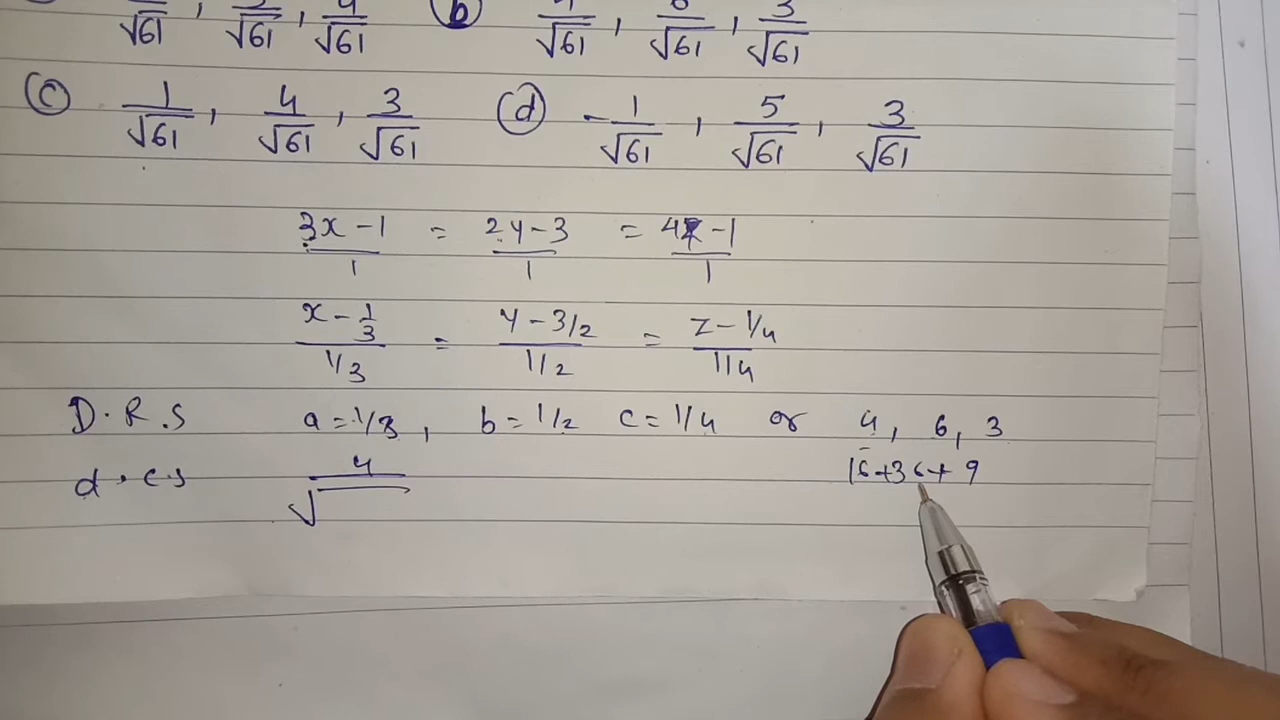 √61 , √61 , 4/√61 (b) 4/√61 , 6/√61 , 3/√61
(c) 1/√61 , 4/√61 , 3/√61 (d) -1/√61 , 5/√61 , 3/√61
3x-1/1 = 2y-3/1 = 4z-1/1
x-1/3/1/3 = y-3/2/1/2 = z-1/4/1/4
D.R.S a=1/3, b=1/2 c=1/4 or 4, 6, 3
d.c.s 4/√ 16+36+9